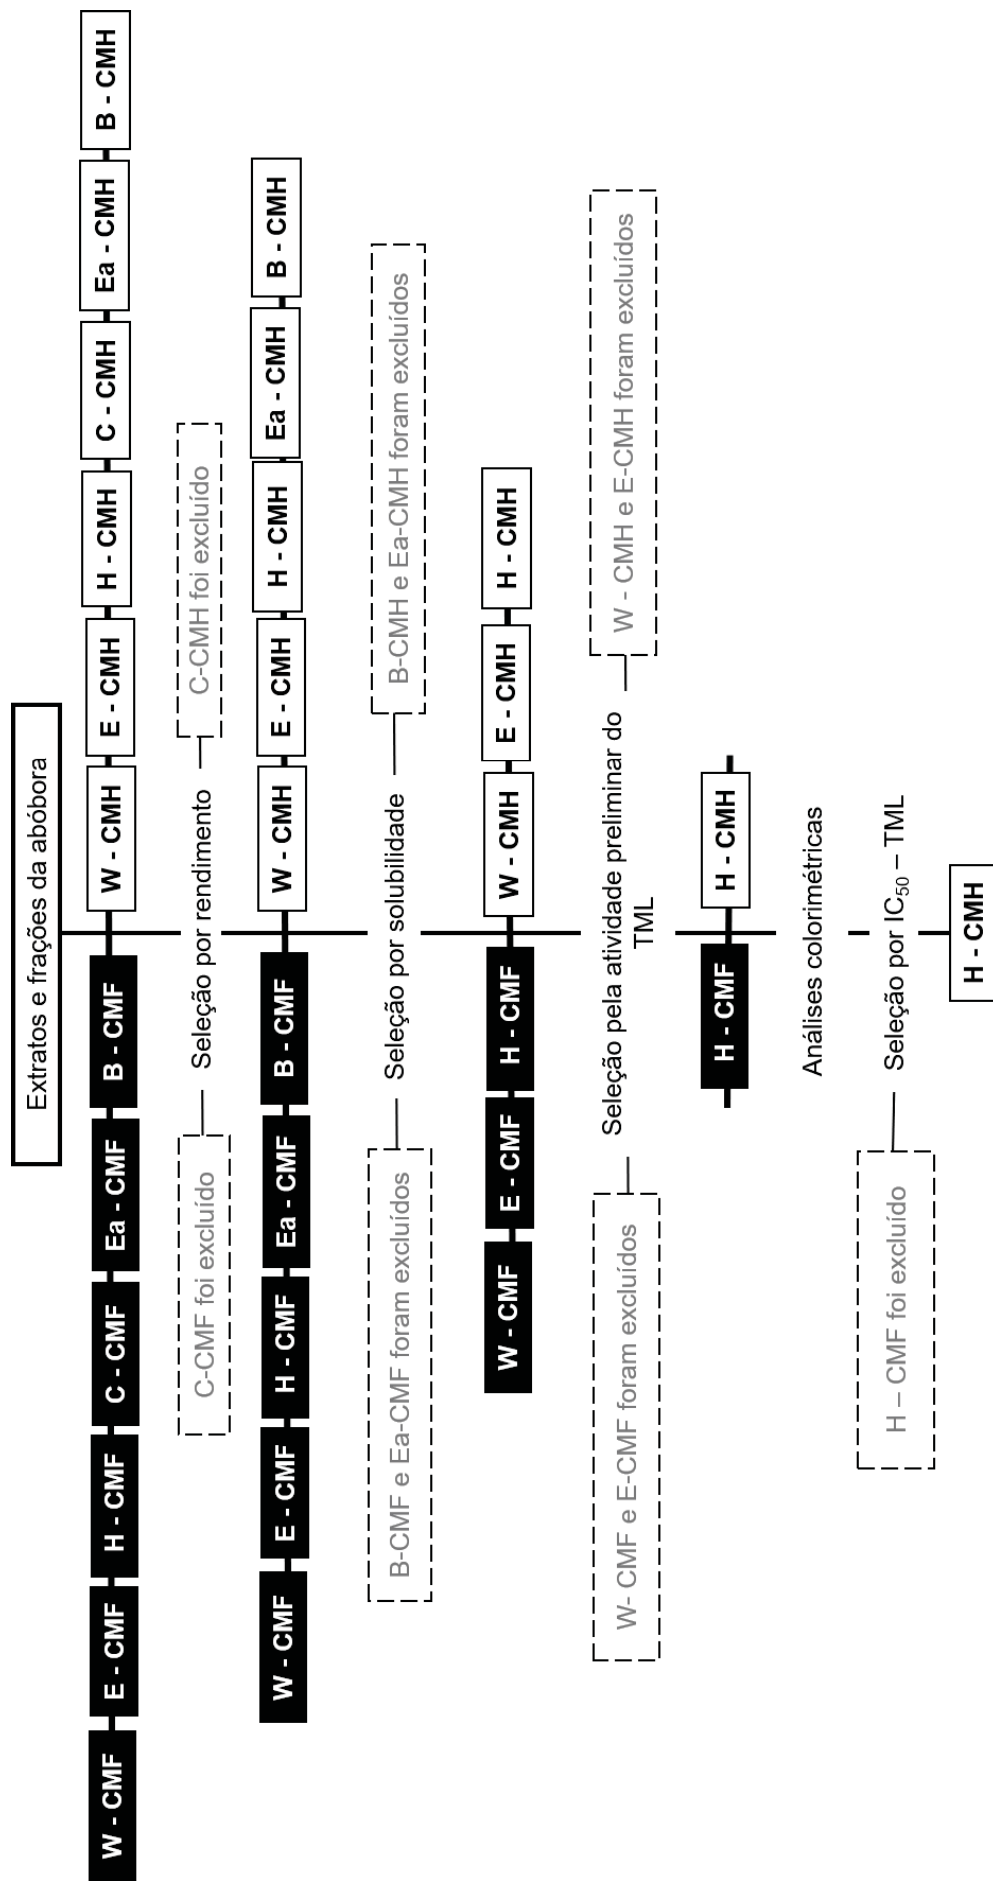 Extratos e frações da abóbora
W - CMF
E - CMF
H - CMF
C - CMF
Ea - CMF
B - CMF
W - CMH
E - CMH
H - CMH
C - CMH
Ea - CMH
B - CMH
C-CMF foi excluído
Seleção por rendimento
C-CMH foi excluído
W - CMF
E - CMF
H - CMF
Ea - CMF
B - CMF
W - CMH
E - CMH
H - CMH
Ea - CMH
B - CMH
B-CMF e Ea-CMF foram excluídos
Seleção por solubilidade
B-CMH e Ea-CMH foram excluídos
W - CMF
E - CMF
H - CMF
W - CMH
E - CMH
H - CMH
W- CMF e E-CMF foram excluídos
Seleção pela atividade preliminar do
TML
W - CMH e E-CMH foram excluídos
H - CMF
H - CMH
Análises colorimétricas
H – CMF foi excluído
Seleção por IC₅₀ – TML
H - CMH